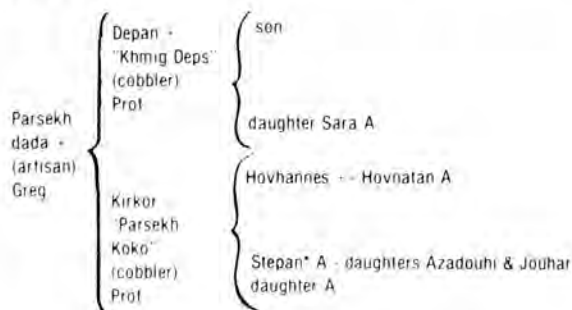 Parsekh
dada -
(artisan)
Greg
Depan -
"Khmig Deps"
(cobbler)
Prot
son
daughter Sara A
Kirkor
"Parsekh
Koko"
(cobbler)
Prot
Hovhannes - - Hovnatan A
Stepan* A - daughters Azadouhi & Jouhar
daughter A